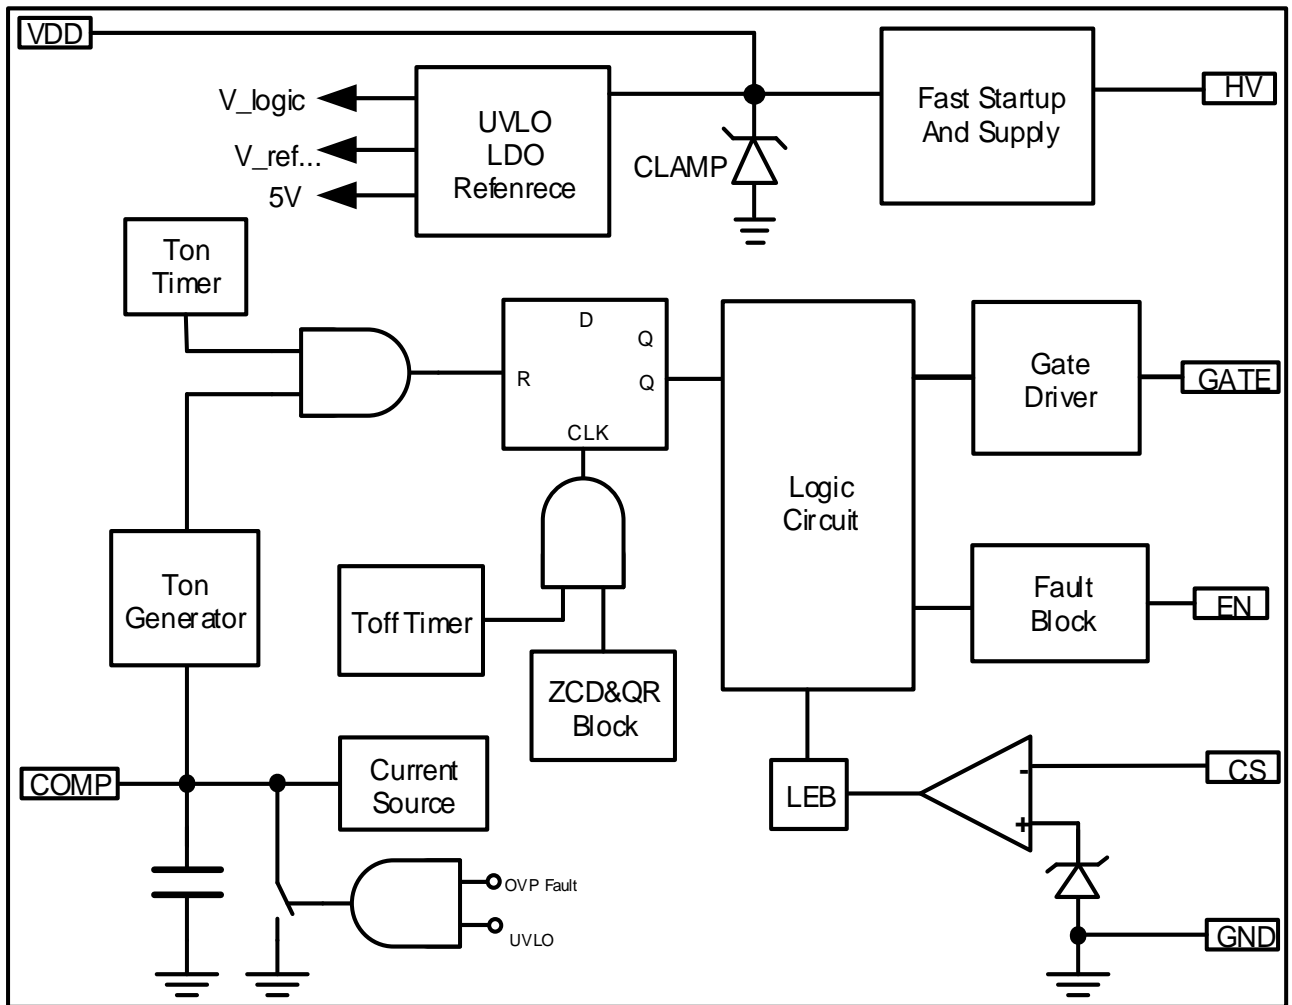 VDD
HV
Fast Startup
And Supply
V_logic
V_ref...
5V
UVLO
LDO
Refenrece
CLAMP
Ton
Timer
D
Q
R
Q
CLK
Gate
Driver
GATE
Logic
Circuit
Ton
Generator
Toff Timer
ZCD&QR
Block
Fault
Block
EN
COMP
Current
Source
LEB
-
+
CS
OVP Fault
UVLO
GND